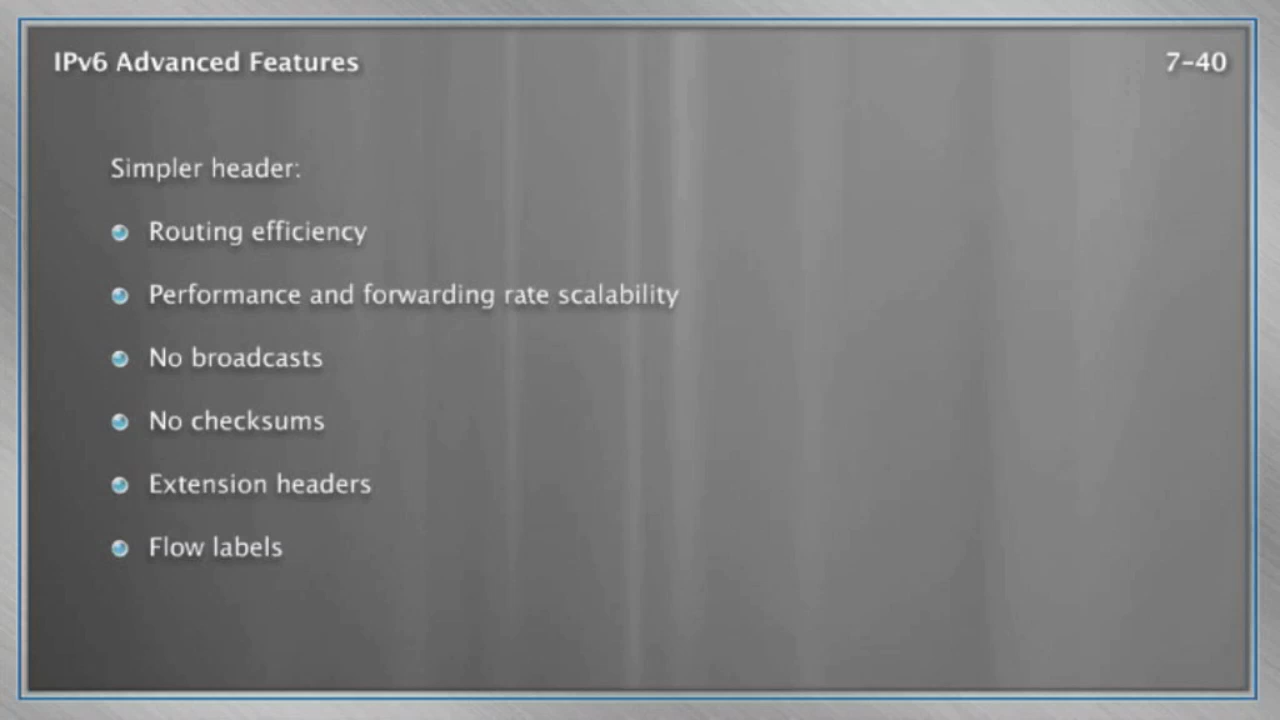 IPv6 Advanced Features
7-40
Simpler header:
Routing efficiency
Performance and forwarding rate scalability
No broadcasts
No checksums
Extension headers
Flow labels